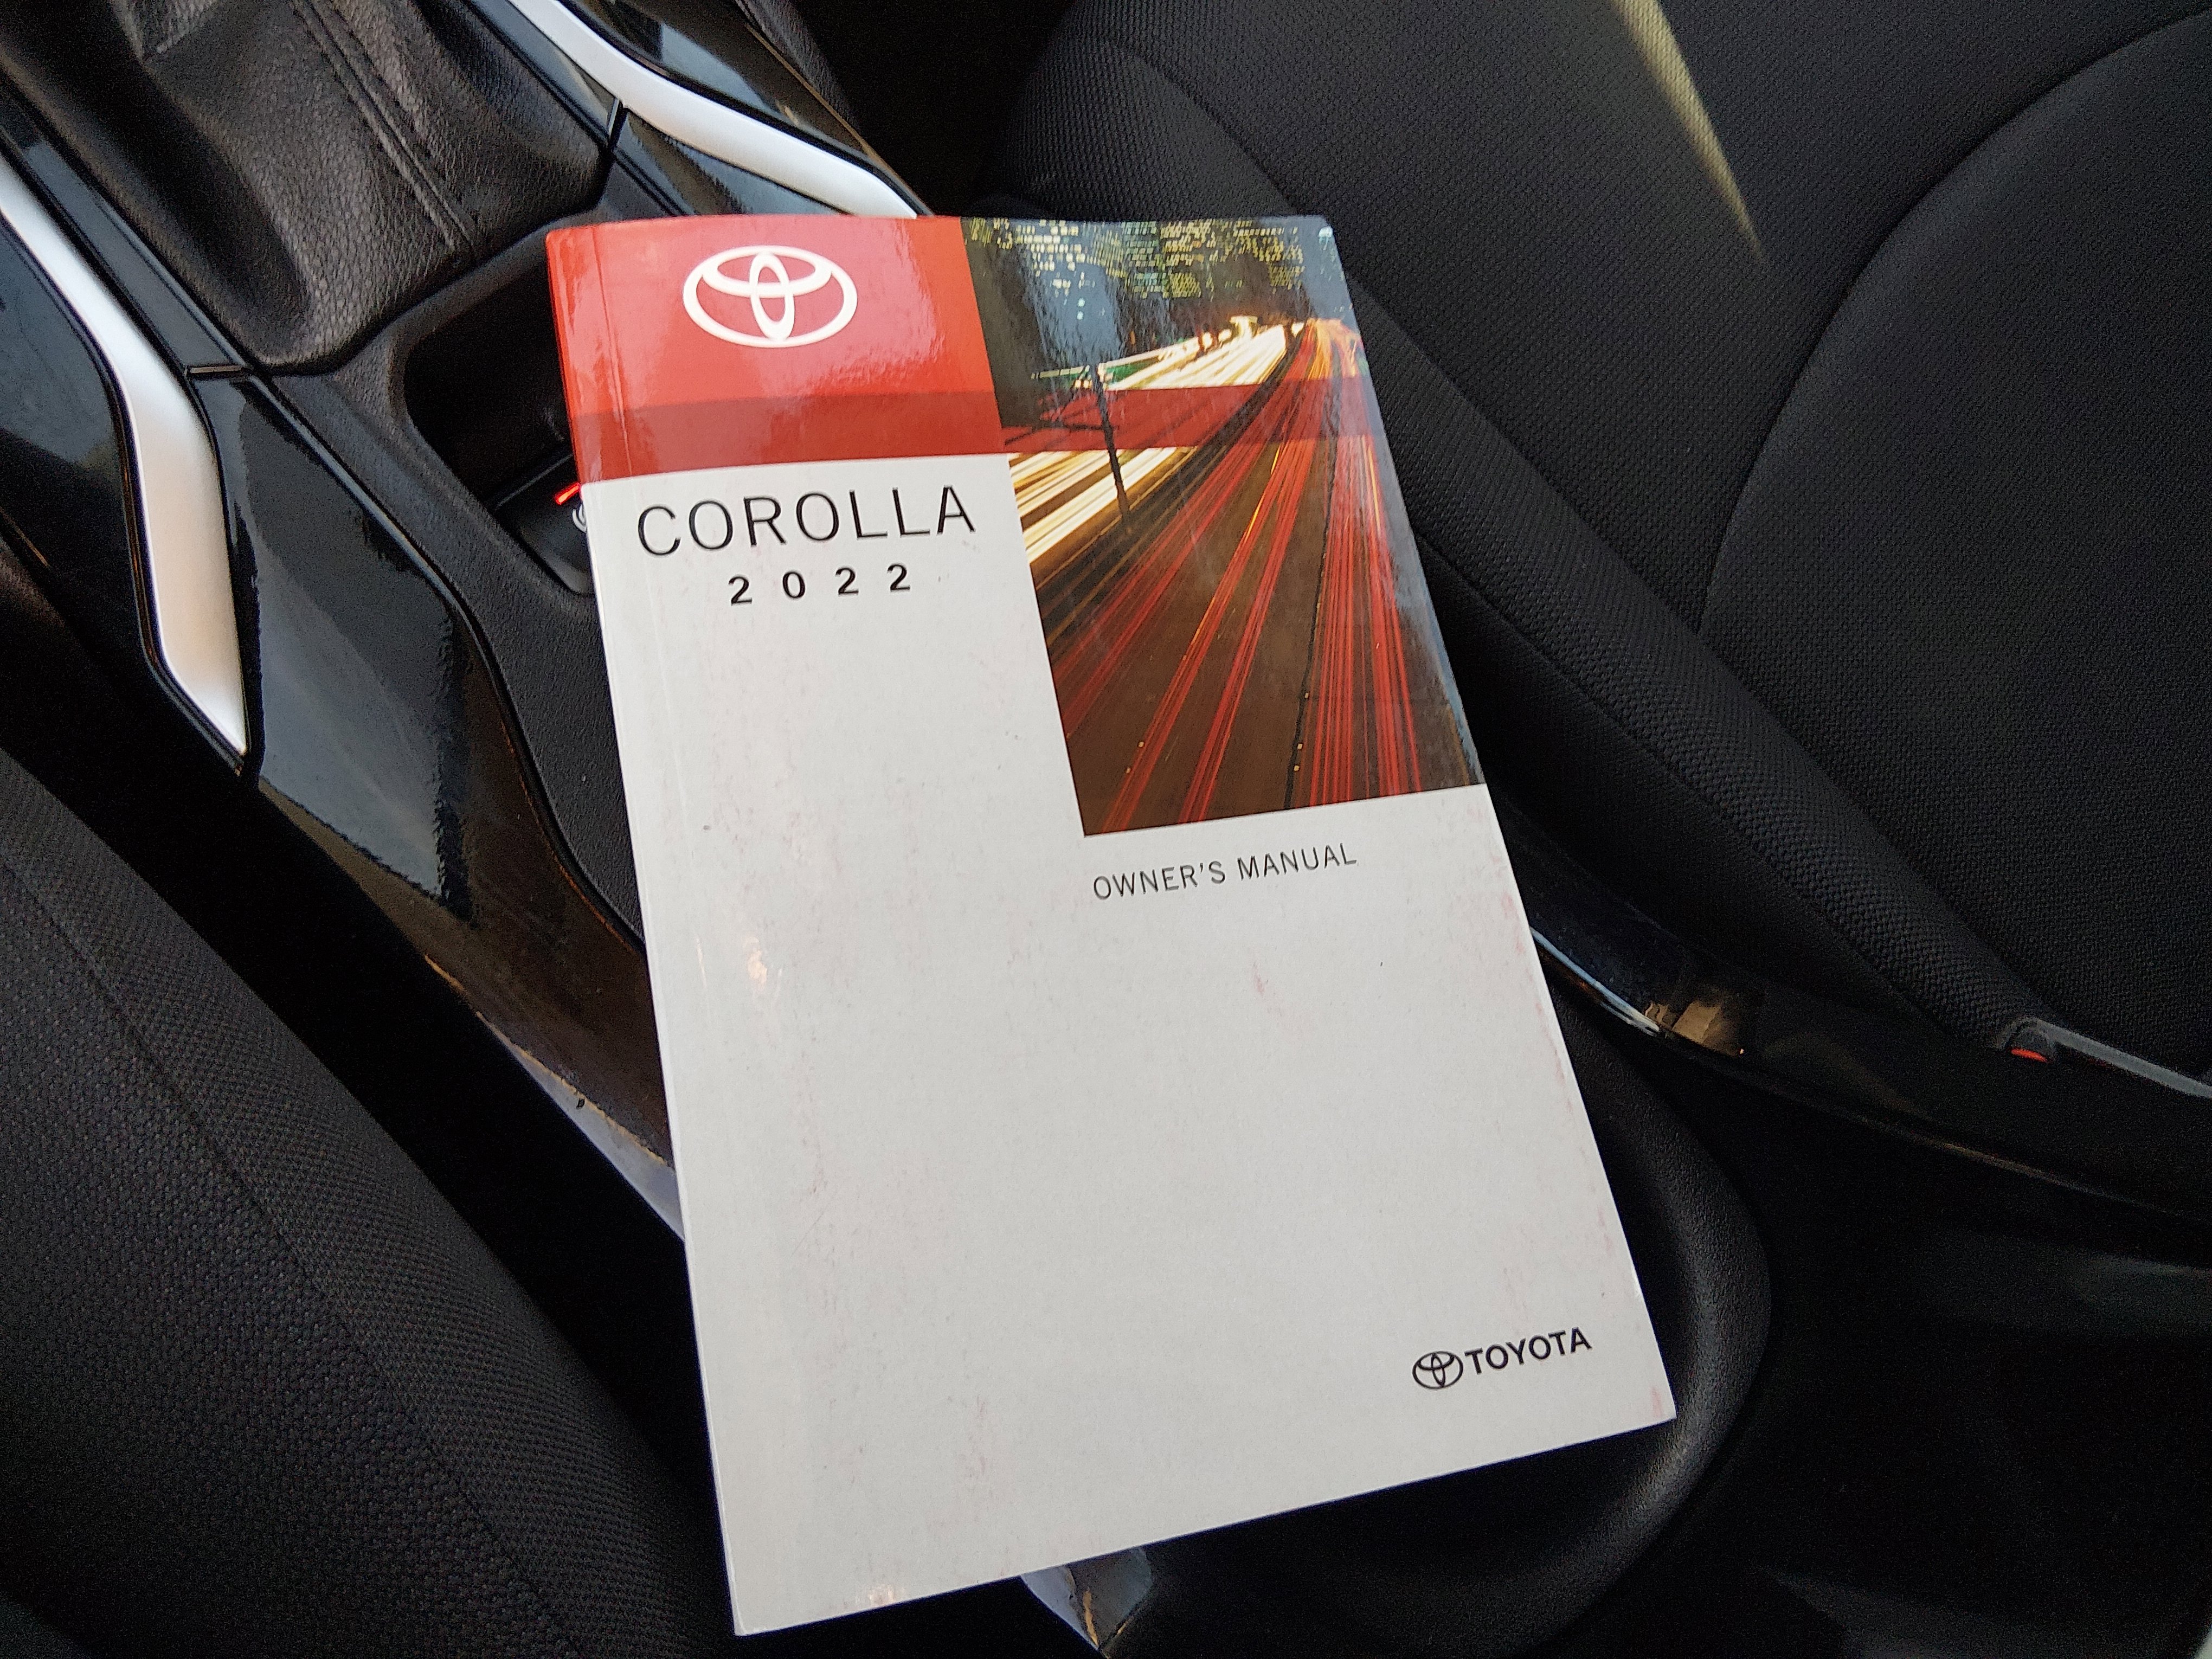 COROLLA
2022
OWNER'S MANUAL
TOYOTA